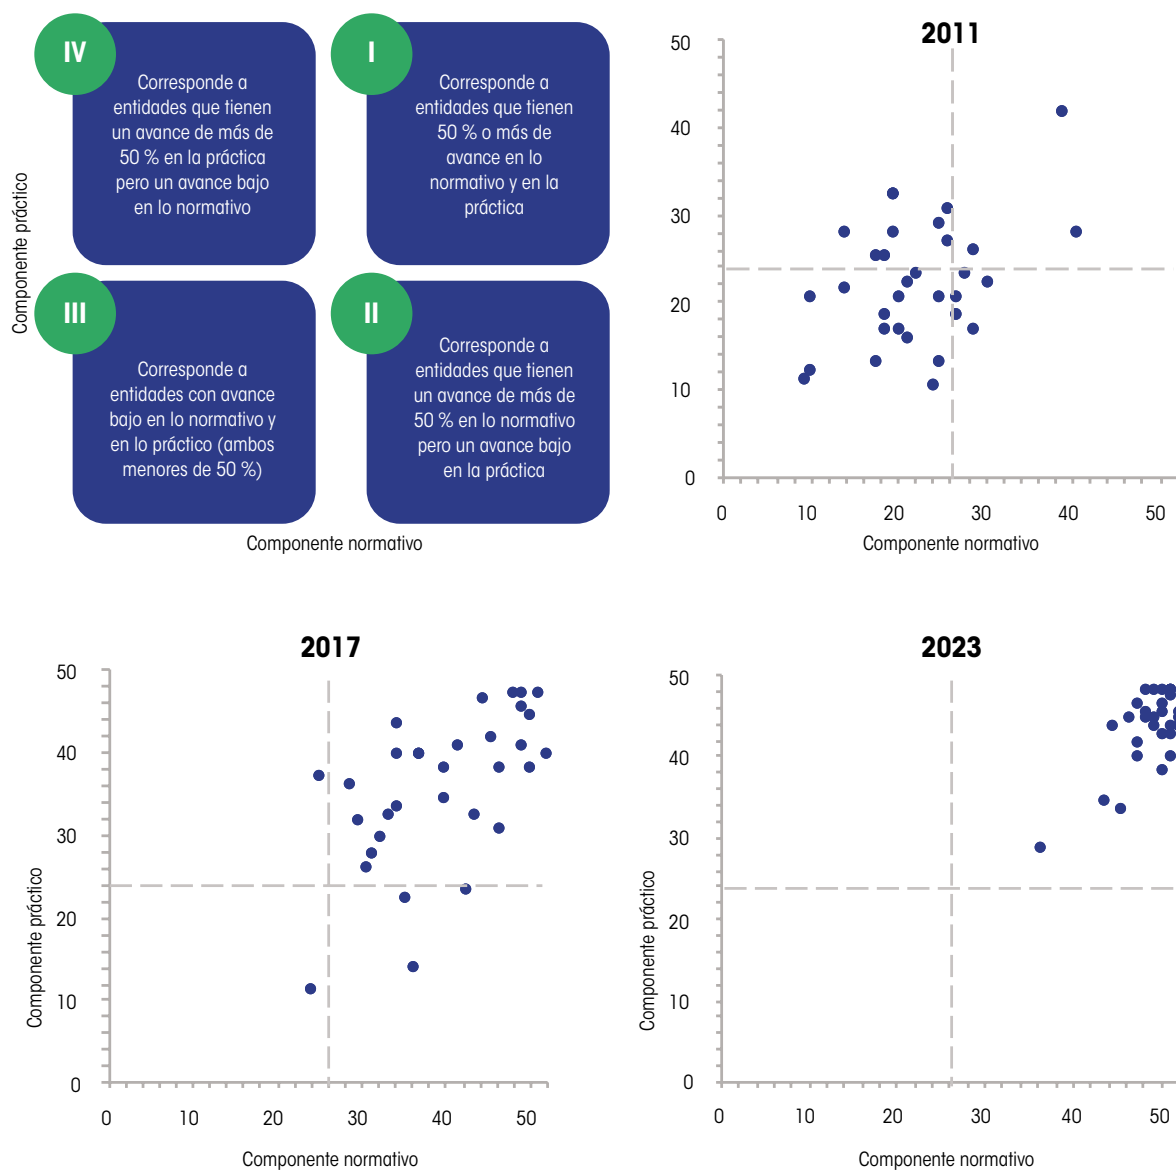 IV
Corresponde a
entidades que tienen
un avance de más de
50 % en la práctica
pero un avance bajo
en lo normativo
I
Corresponde a
entidades que tienen
50 % o más de
avance en lo
normativo y en la
práctica
III
Corresponde a
entidades con avance
bajo en lo normativo y
en lo práctico (ambos
menores de 50 %)
II
Corresponde a
entidades que tienen
un avance de más de
50 % en lo normativo
pero un avance bajo
en la práctica
Componente práctico
Componente normativo
2011
50
40
30
20
10
0
0 10 20 30 40 50
Componente normativo
2017
50
40
30
20
10
0
Componente práctico
0 10 20 30 40 50
Componente normativo
2023
50
40
30
20
10
0
Componente práctico
0 10 20 30 40 50
Componente normativo